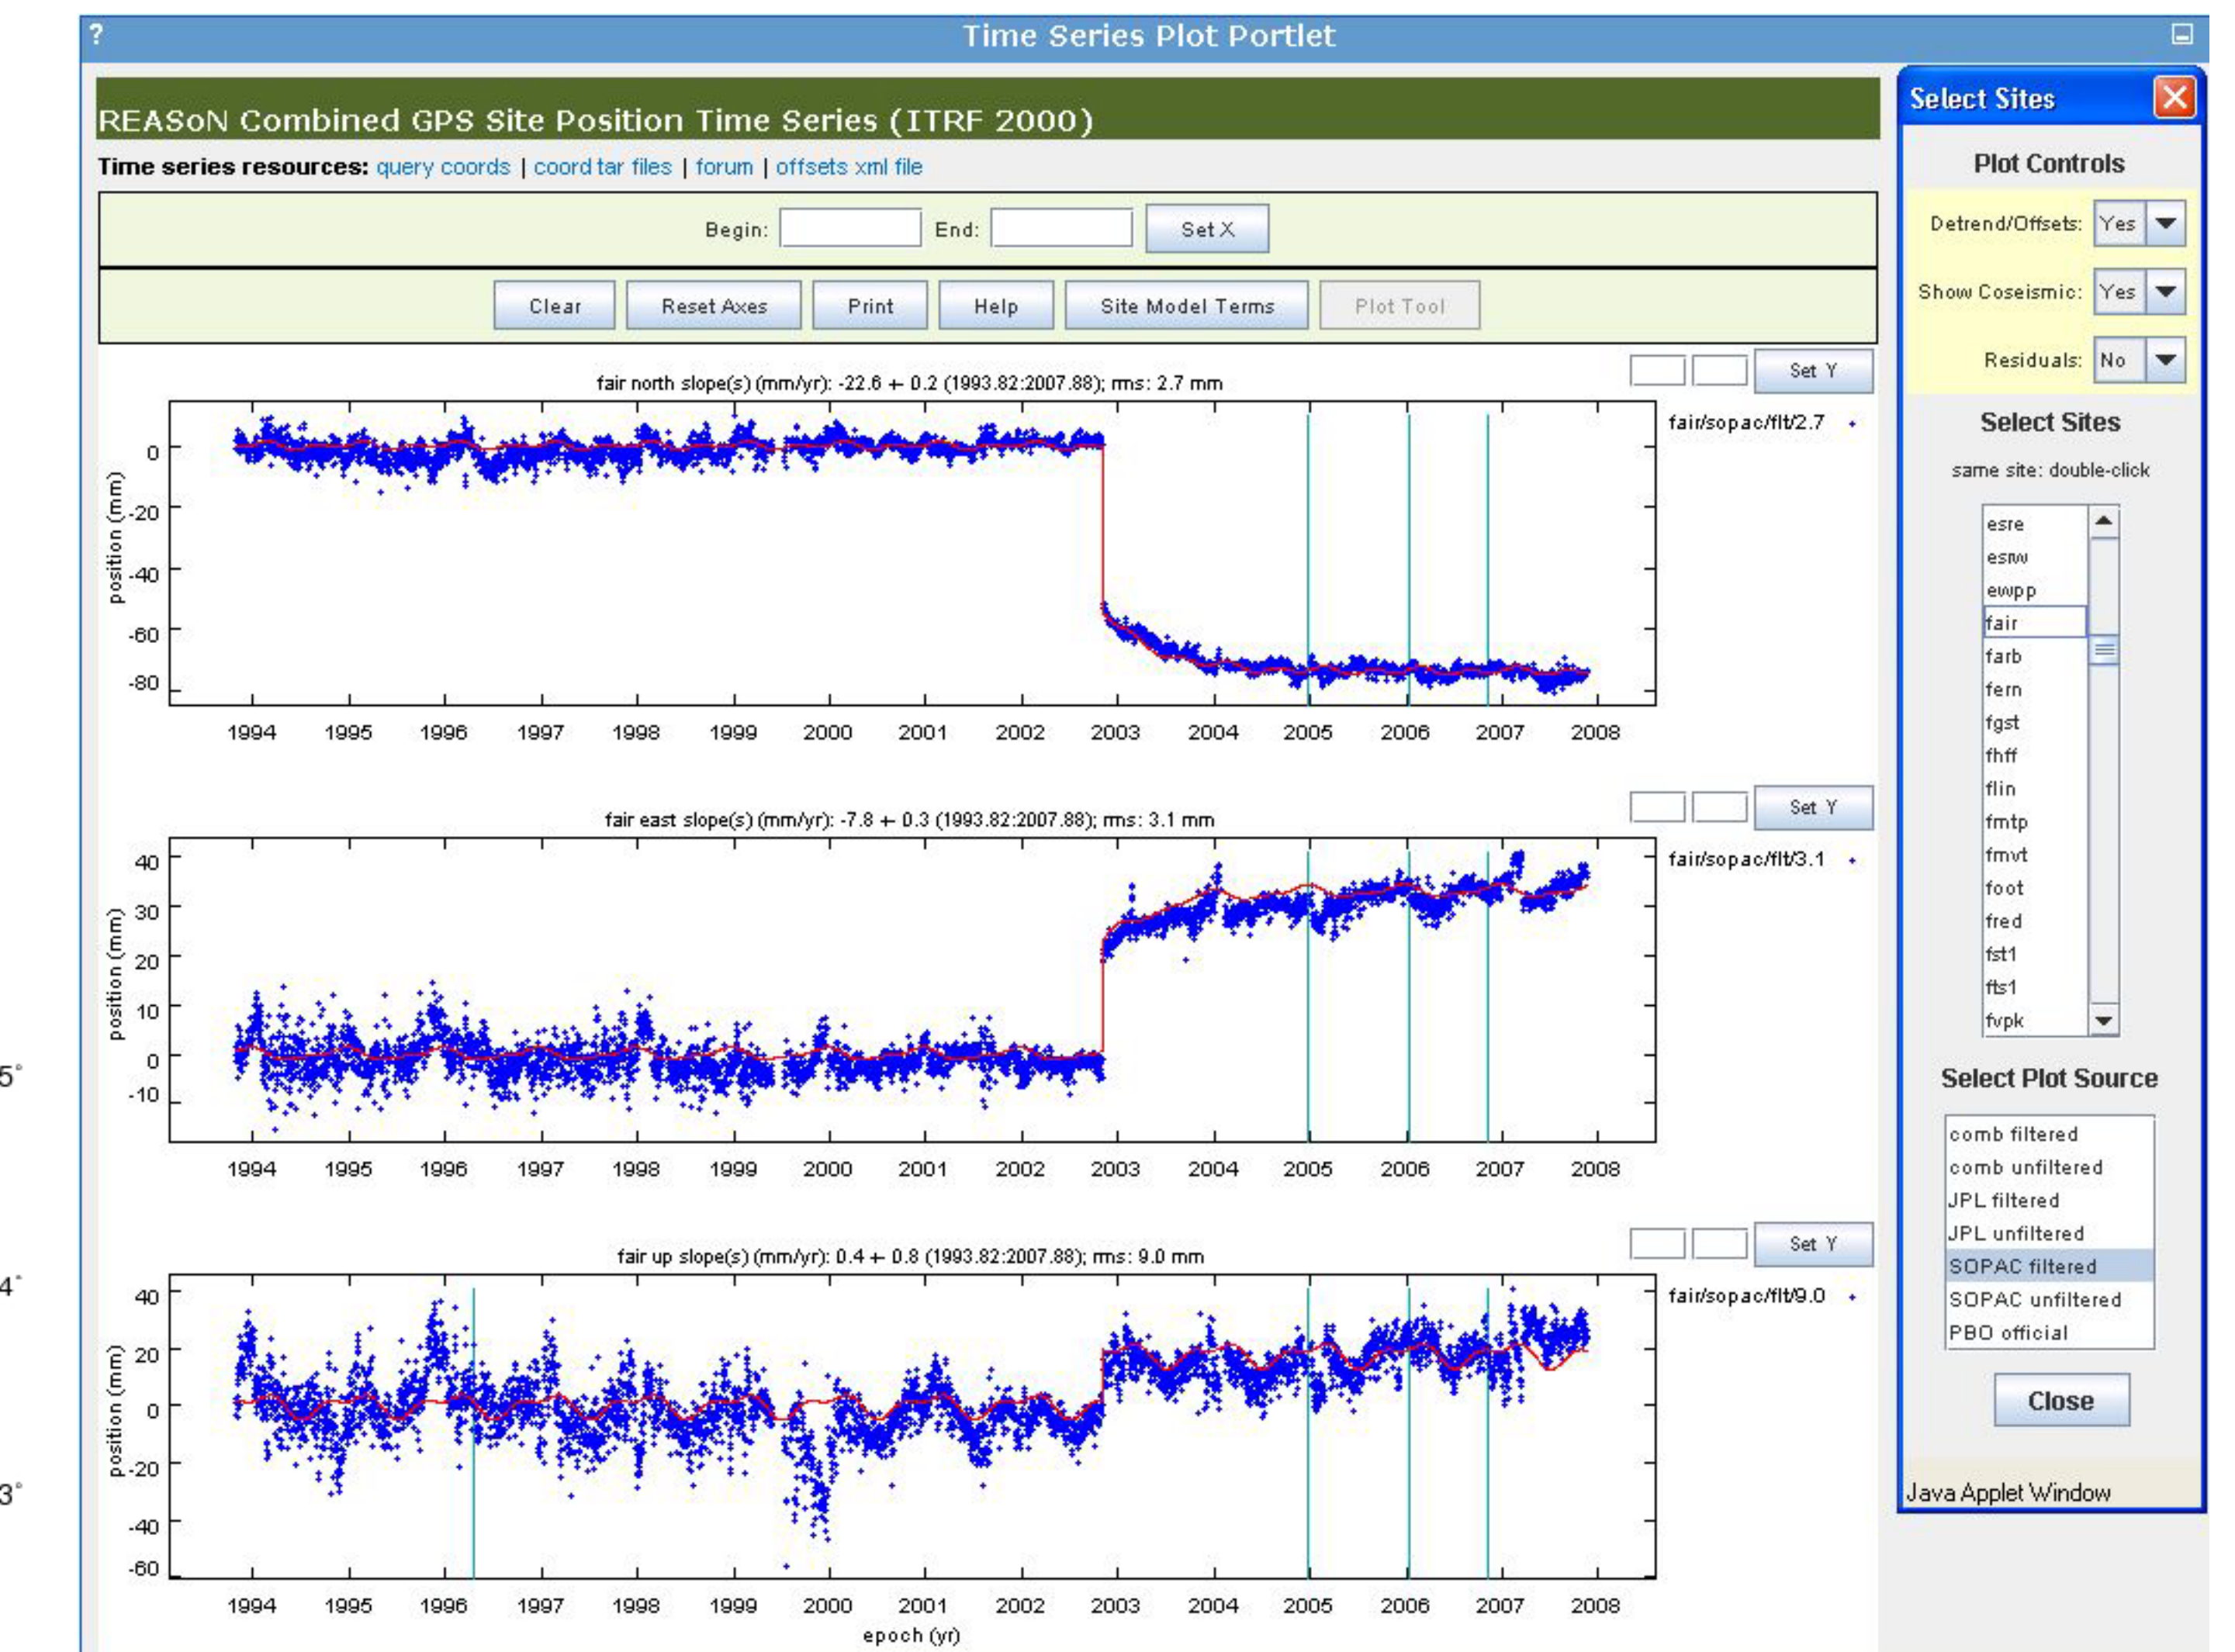 ? Time Series Plot Portlet
REASoN Combined GPS Site Position Time Series (ITRF 2000)
Time series resources: query coords | coord tar files | forum | offsets xml file
Begin: End: Set X
Clear Reset Axes Print Help Site Model Terms Plot Tool
fair north slope(s) (mm/yr): -22.6 +- 0.2 (1993.82:2007.88); rms: 2.7 mm
Set Y
fair/sopac/flt/2.7
position (mm)
0
-20
-40
-60
-80
1994 1995 1996 1997 1998 1999 2000 2001 2002 2003 2004 2005 2006 2007 2008
fair east slope(s) (mm/yr): -7.8 +- 0.3 (1993.82:2007.88); rms: 3.1 mm
Set Y
fair/sopac/flt/3.1
position (mm)
40
30
20
10
0
-10
1994 1995 1996 1997 1998 1999 2000 2001 2002 2003 2004 2005 2006 2007 2008
fair up slope(s) (mm/yr): 0.4 +- 0.8 (1993.82:2007.88); rms: 9.0 mm
Set Y
fair/sopac/flt/9.0
position (mm)
40
20
0
-20
-40
-60
1994 1995 1996 1997 1998 1999 2000 2001 2002 2003 2004 2005 2006 2007 2008
epoch (yr)
Select Sites
Plot Controls
Detrend/Offsets: Yes
Show Coseismic: Yes
Residuals: No
Select Sites
same site: double-click
esre
esrw
ewpp
fair
farb
fern
fgst
fhff
flin
fmtp
fmvt
foot
fred
fst1
fts1
fvpk
Select Plot Source
comb filtered
comb unfiltered
JPL filtered
JPL unfiltered
SOPAC filtered
SOPAC unfiltered
PBO official
Close
Java Applet Window
5°
4°
3°